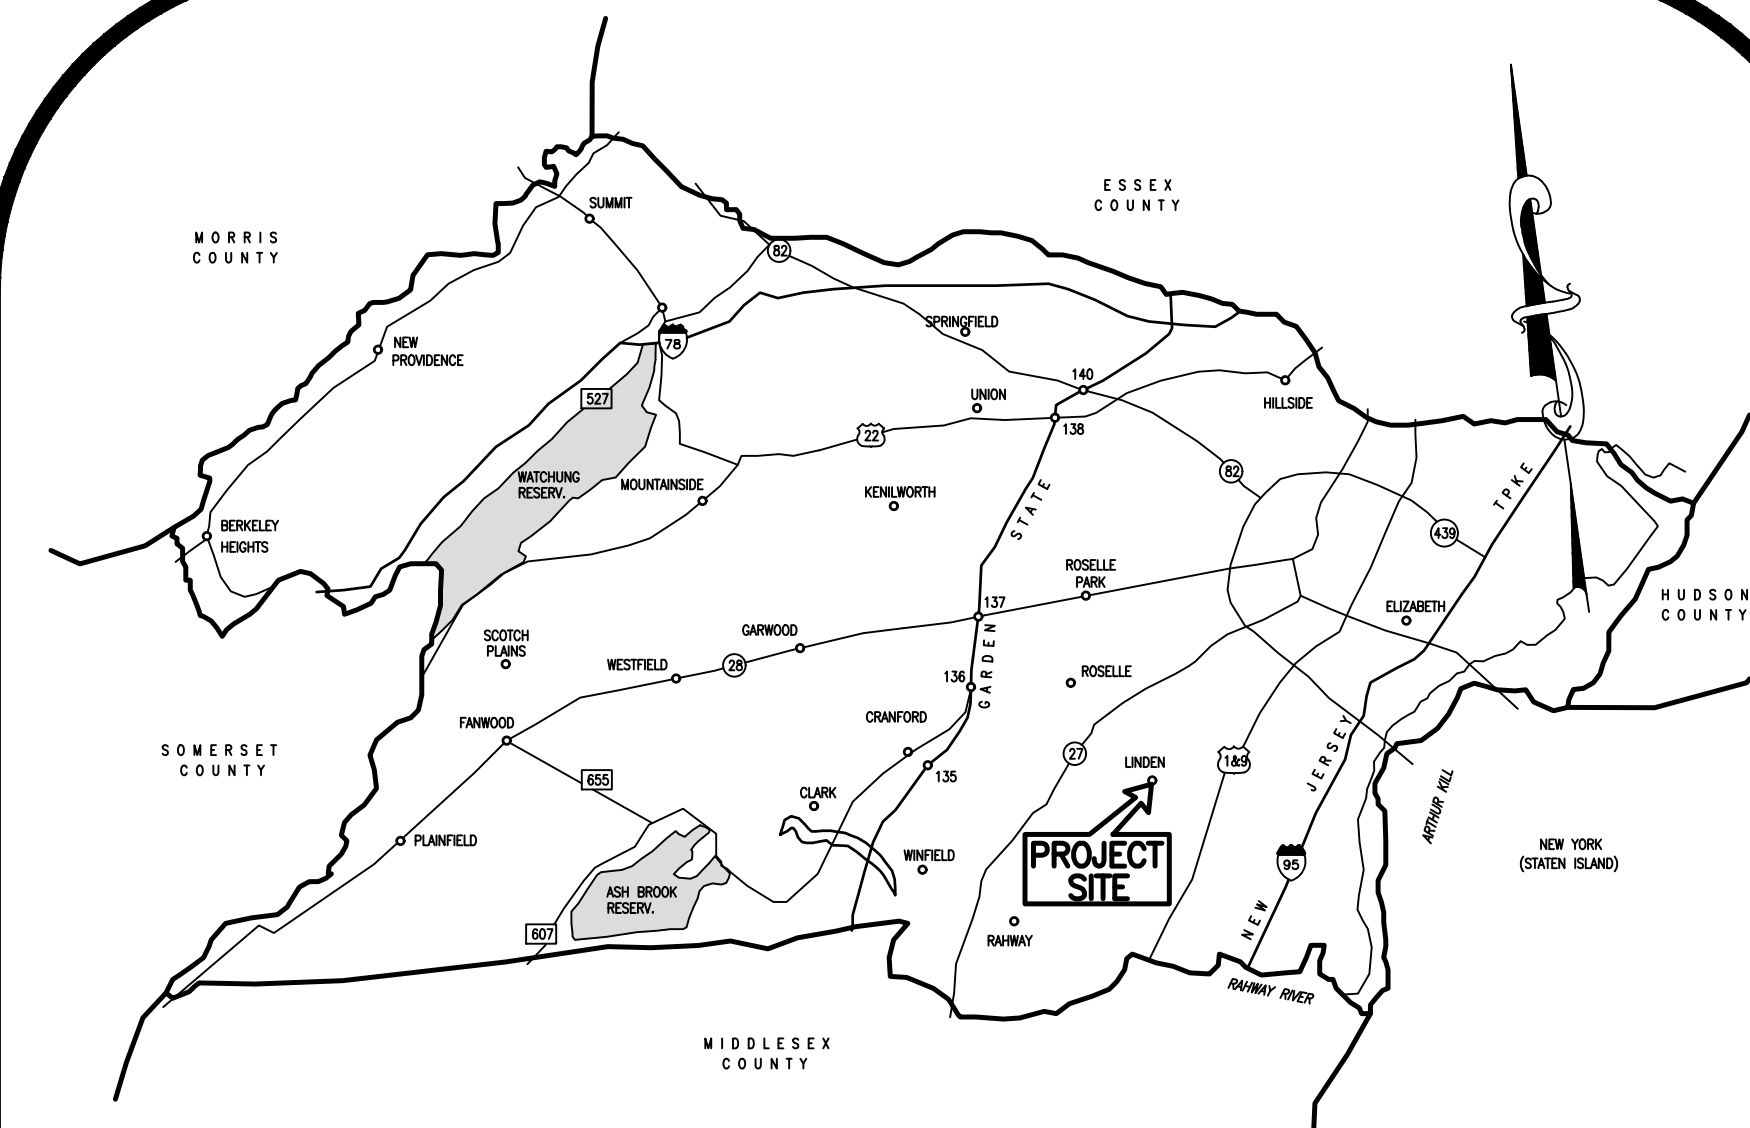 ESSEX
COUNTY
SUMMIT
MORRIS
COUNTY
82
SPRINGFIELD
78
NEW
PROVIDENCE
140
527
UNION
HILLSIDE
138
22
82
WATCHUNG
RESERV.
MOUNTAINSIDE
KENILWORTH
STATE
TPKE
BERKELEY
HEIGHTS
439
ROSELLE
PARK
137
ELIZABETH
HUDSON
COUNTY
SCOTCH
PLAINS
GARWOOD
GARDEN
WESTFIELD
28
136
ROSELLE
FANWOOD
CRANFORD
SOMERSET
COUNTY
27
LINDEN
1&9
JERSEY
655
135
CLARK
ARTHUR KILL
PLAINFIELD
WINFIELD
PROJECT
SITE
95
NEW YORK
(STATEN ISLAND)
ASH BROOK
RESERV.
607
RAHWAY
NEW
RAHWAY RIVER
MIDDLESEX
COUNTY